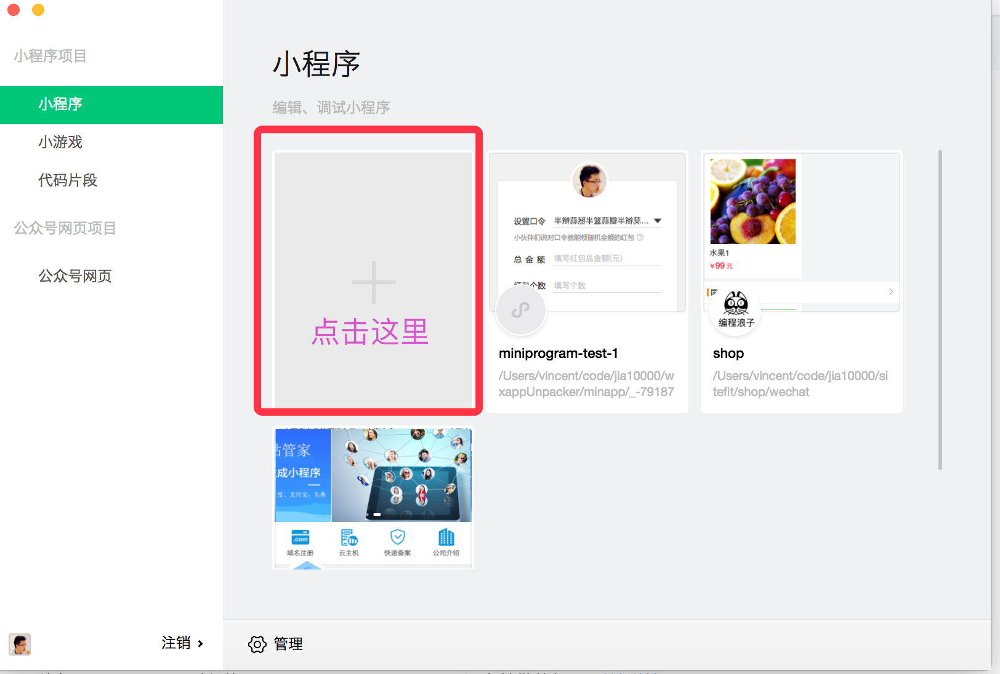 小程序项目
小程序
小游戏
代码片段
公众号网页项目
公众号网页
注销
小程序
编辑、调试小程序
点击这里
设置口令 半辫蒜掰半篮蒜瓣半辫蒜...
小伙伴们说对口令就能领随机金额的红包
总 金 额 填写红包总金额(元)
红包个数 填写个数
miniprogram-test-1
/Users/vincent/code/jia10000/w
xappUnpacker/minapp/_-79187
水果1
¥99 元
编程浪子
shop
/Users/vincent/code/jia10000/si
tefit/shop/wechat
站管家
成小程序
度、支付宝、头条
.com
域名注册 云主机 快速备案 公司介绍
管理